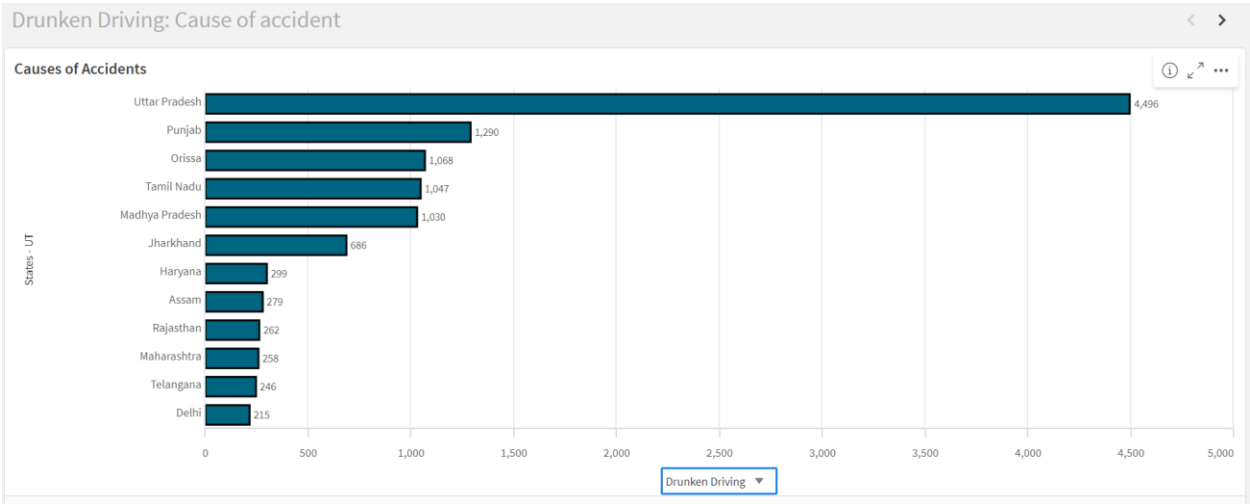 Drunken Driving: Cause of accident
Causes of Accidents
States - UT
Uttar Pradesh 4,496
Punjab 1,290
Orissa 1,068
Tamil Nadu 1,047
Madhya Pradesh 1,030
Jharkhand 686
Haryana 299
Assam 279
Rajasthan 262
Maharashtra 258
Telangana 246
Delhi 215
0 500 1,000 1,500 2,000 2,500 3,000 3,500 4,000 4,500 5,000
Drunken Driving